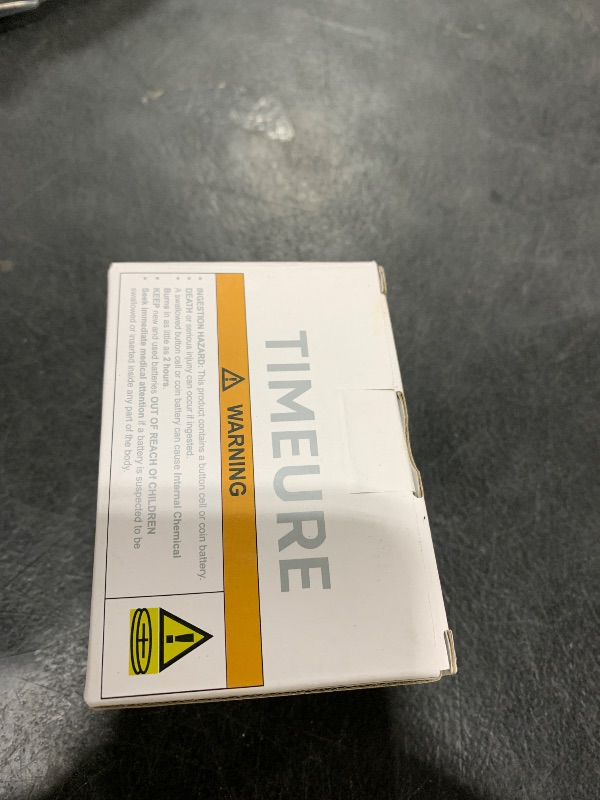 TIMEURE
WARNING
• INGESTION HAZARD: This product contains a button cell or coin battery.
• DEATH or serious injury can occur if ingested.
• A swallowed button cell or coin battery can cause Internal Chemical
Burns in as little as 2 hours.
• KEEP new and used batteries OUT OF REACH Of CHILDREN
• Seek immediate medical attention if a battery is suspected to be
swallowed or inserted inside any part of the body.